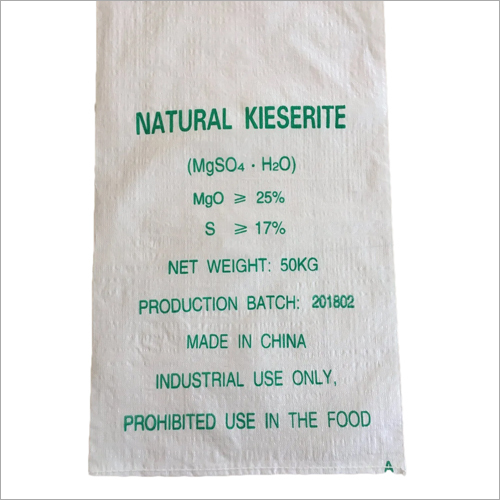 NATURAL KIESERITE
(MgSO₄ · H₂O)
MgO ≥ 25%
S ≥ 17%
NET WEIGHT: 50KG
PRODUCTION BATCH: 201802
MADE IN CHINA
INDUSTRIAL USE ONLY,
PROHIBITED USE IN THE FOOD
A